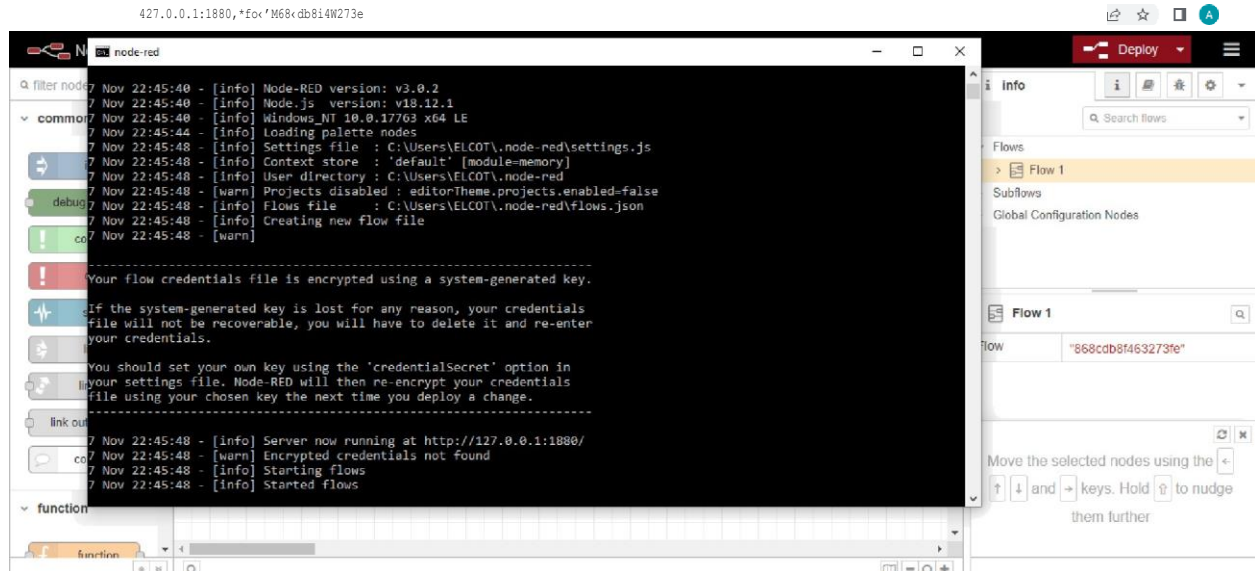 427.0.0.1:1880,*fo‹’M68‹db8i4W273e
A
N
node-red
Deploy
filter node
7 Nov 22:45:40 - [info] Node-RED version: v3.0.2
7 Nov 22:45:40 - [info] Node.js  version: v18.12.1
7 Nov 22:45:40 - [info] Windows_NT 10.0.17763 x64 LE
7 Nov 22:45:44 - [info] Loading palette nodes
7 Nov 22:45:48 - [info] Settings file  : C:\Users\ELCOT\.node-red\settings.js
7 Nov 22:45:48 - [info] Context store  : 'default' [module=memory]
7 Nov 22:45:48 - [info] User directory : C:\Users\ELCOT\.node-red
7 Nov 22:45:48 - [warn] Projects disabled : editorTheme.projects.enabled=false
7 Nov 22:45:48 - [info] Flows file     : C:\Users\ELCOT\.node-red\flows.json
7 Nov 22:45:48 - [info] Creating new flow file
7 Nov 22:45:48 - [warn]
---------------------------------------------------------------------
Your flow credentials file is encrypted using a system-generated key.
If the system-generated key is lost for any reason, your credentials
file will not be recoverable, you will have to delete it and re-enter
your credentials.
You should set your own key using the 'credentialSecret' option in
your settings file. Node-RED will then re-encrypt your credentials
file using your chosen key the next time you deploy a change.
---------------------------------------------------------------------
7 Nov 22:45:48 - [info] Server now running at http://127.0.0.1:1880/
7 Nov 22:45:48 - [warn] Encrypted credentials not found
7 Nov 22:45:48 - [info] Starting flows
7 Nov 22:45:48 - [info] Started flows
commo
debug
co
link out
co
function
function
i info
i
Search flows
Flows
Flow 1
Subflows
Global Configuration Nodes
Flow 1
Flow "868cdb8f463273fe"
Move the selected nodes using the ←
↑ ↓ and → keys. Hold ⇧ to nudge
them further